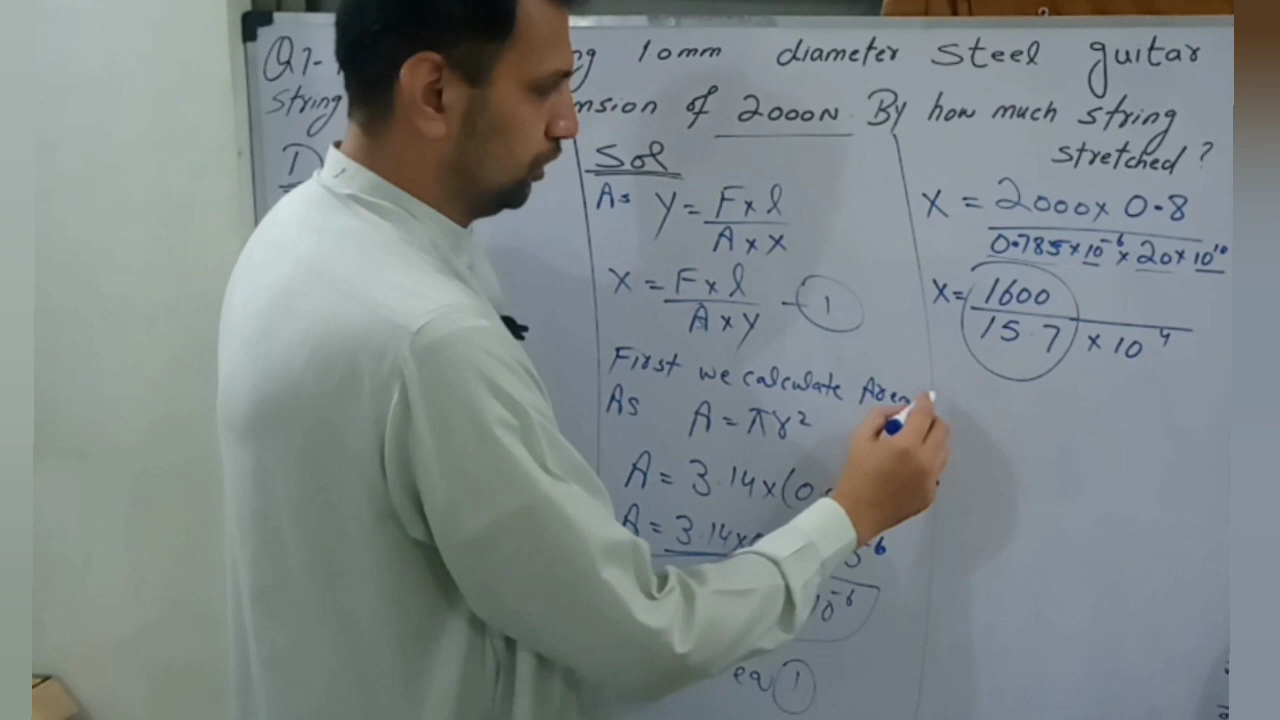 Q7- 10mm diameter steel guitar
string nsion of 2000N. By how much string
stretched ?
D
Sol
As Y = F x l / A x X
X = F x l / A x Y - 1
First we calculate Area
As A = πr²
A = 3.14 x (0.
A = 3.14 x
10⁻⁶
eq 1
X = 2000 x 0.8 / 0.785 x 10⁻⁶ x 20 x 10¹⁰
X = 1600 / 15.7 x 10⁴